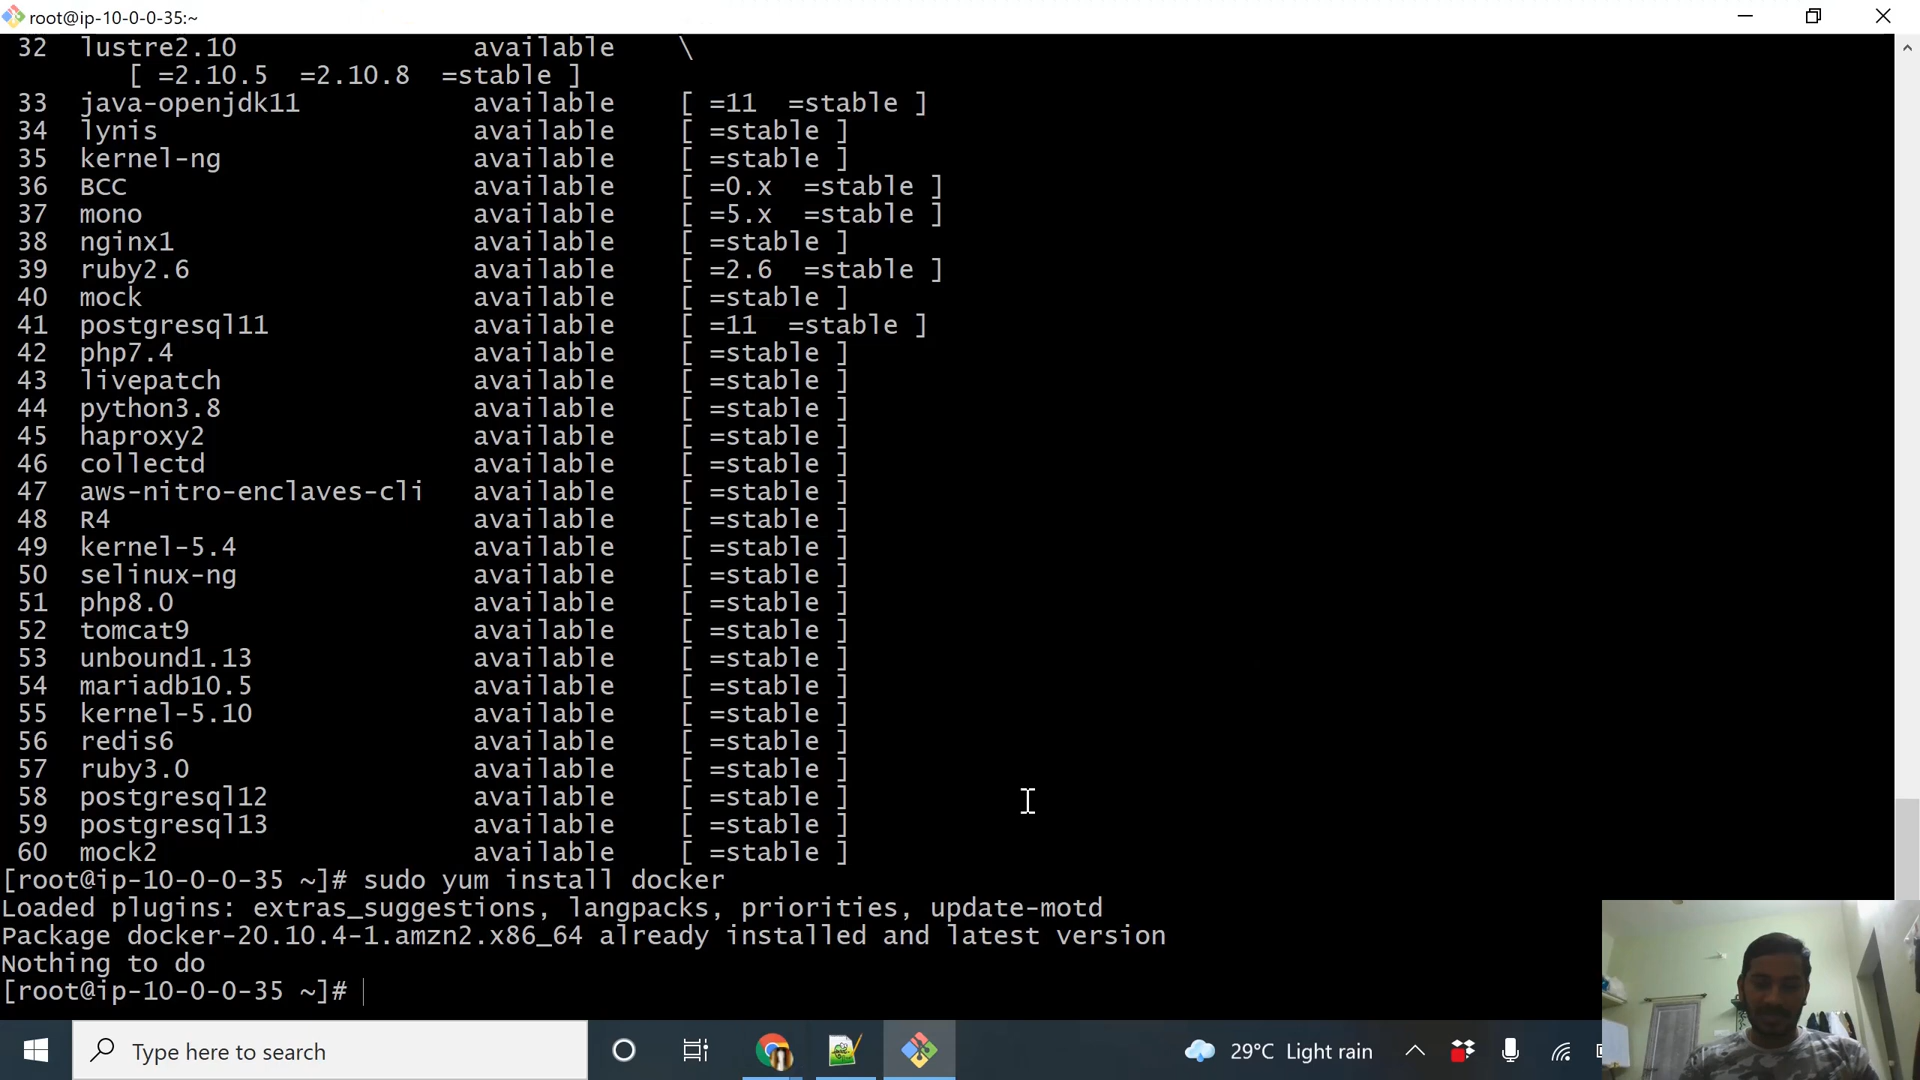 root@ip-10-0-0-35:~
32 lustre2.10 available \
[ =2.10.5 =2.10.8 =stable ]
33 java-openjdk11 available [ =11 =stable ]
34 lynis available [ =stable ]
35 kernel-ng available [ =stable ]
36 BCC available [ =0.x =stable ]
37 mono available [ =5.x =stable ]
38 nginx1 available [ =stable ]
39 ruby2.6 available [ =2.6 =stable ]
40 mock available [ =stable ]
41 postgresql11 available [ =11 =stable ]
42 php7.4 available [ =stable ]
43 livepatch available [ =stable ]
44 python3.8 available [ =stable ]
45 haproxy2 available [ =stable ]
46 collectd available [ =stable ]
47 aws-nitro-enclaves-cli available [ =stable ]
48 R4 available [ =stable ]
49 kernel-5.4 available [ =stable ]
50 selinux-ng available [ =stable ]
51 php8.0 available [ =stable ]
52 tomcat9 available [ =stable ]
53 unbound1.13 available [ =stable ]
54 mariadb10.5 available [ =stable ]
55 kernel-5.10 available [ =stable ]
56 redis6 available [ =stable ]
57 ruby3.0 available [ =stable ]
58 postgresql12 available [ =stable ]
59 postgresql13 available [ =stable ]
60 mock2 available [ =stable ]
[root@ip-10-0-0-35 ~]# sudo yum install docker
Loaded plugins: extras_suggestions, langpacks, priorities, update-motd
Package docker-20.10.4-1.amzn2.x86_64 already installed and latest version
Nothing to do
[root@ip-10-0-0-35 ~]#
Type here to search
29°C Light rain